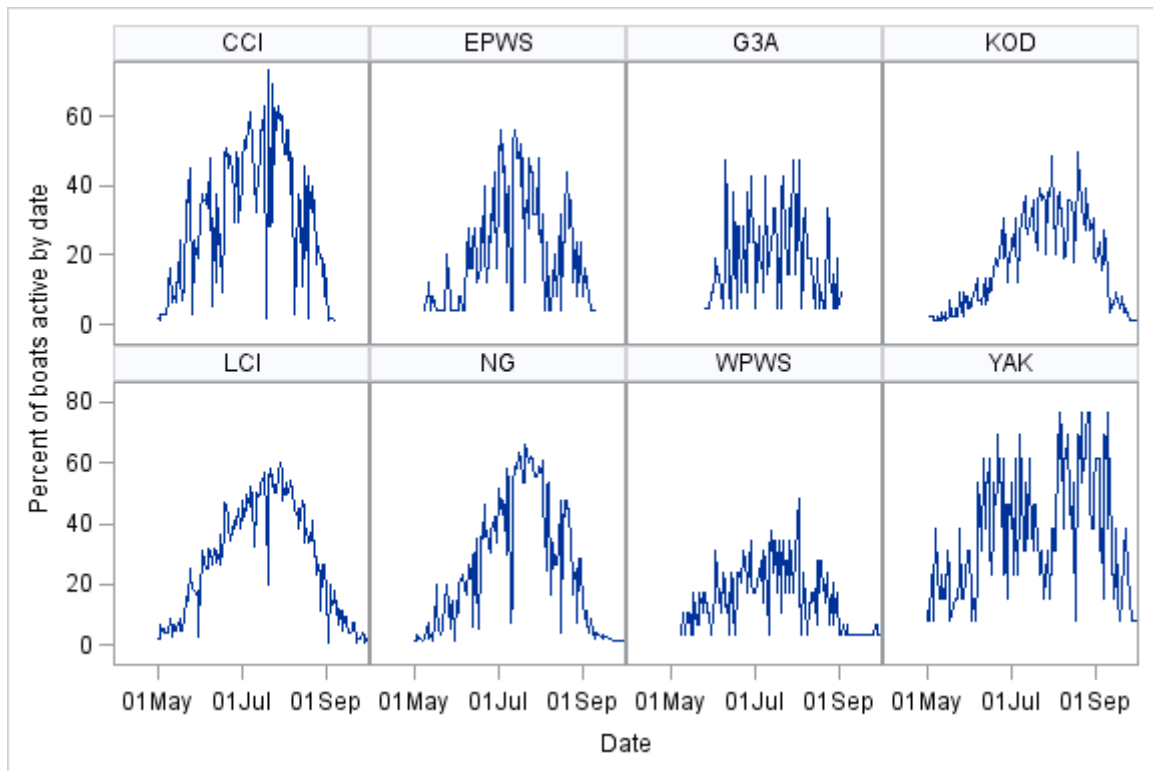 CCI EPWS G3A KOD
60
40
20
0
LCI NG WPWS YAK
80
60
40
20
0
Percent of boats active by date
01May 01Jul 01Sep 01May 01Jul 01Sep 01May 01Jul 01Sep 01May 01Jul 01Sep
Date